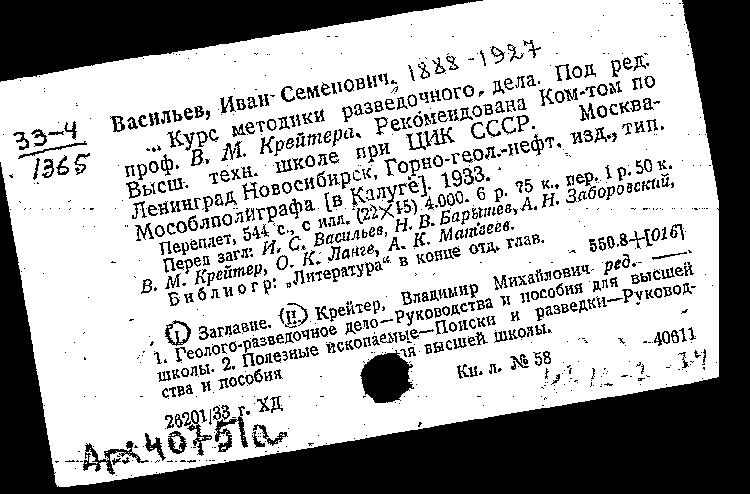 Васильев, Иван Семенович, 1888-1927
33-4
1365
... Курс методики разведочного дела. Под ред.
проф. В. М. Крейтера. Рекомендована Ком-том по
Высш. техн. школе при ЦИК СССР. Москва-
Ленинград Новосибирск, Горно-геол.-нефт. изд., тип.
Мособлполиграфа [в Калуге]. 1933.
Переплет, 544 с., с илл. (22×15) 4.000. 6 р. 75 к., пер. 1 р. 50 к.
Перед загл: И. С. Васильев, Н. В. Барышев, А. Н. Заборовский,
В. М. Крейтер, О. К. Ланге, А. К. Матвеев.
Библиогр: „Литература“ в конце отд. глав.
550.8+[016]
I Заглавие. II. Крейтер, Владимир Михайлович ред.
1. Геолого-разведочное дело—Руководства и пособия для высшей
школы. 2. Полезные ископаемые—Поиски и разведки—Руковод-
ства и пособия высшей школы.
Кн. л. № 58
40611
26201/33 г. ХД
40751а